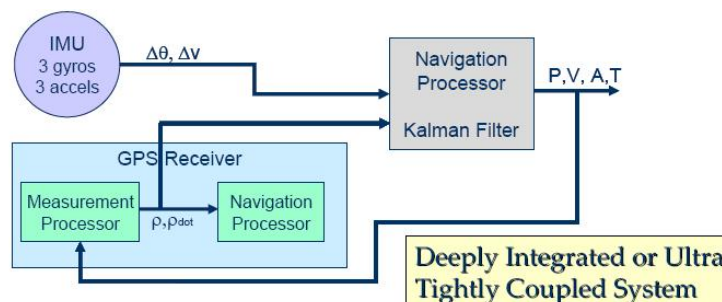 IMU
3 gyros
3 accels
Δθ, Δv
Navigation
Processor
Kalman Filter
P,V, A,T
GPS Receiver
Measurement
Processor
ρ,ρdot
Navigation
Processor
Deeply Integrated or Ultra
Tightly Coupled System